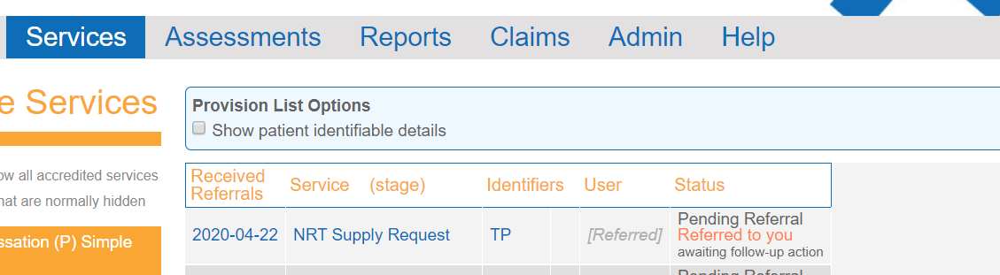 Services Assessments Reports Claims Admin Help
e Services
ow all accredited services
hat are normally hidden
ssation (P) Simple
Provision List Options
Show patient identifiable details
Received Referrals Service (stage) Identifiers User Status
2020-04-22 NRT Supply Request TP [Referred] Pending Referral
Referred to you
awaiting follow-up action
Pending Referral